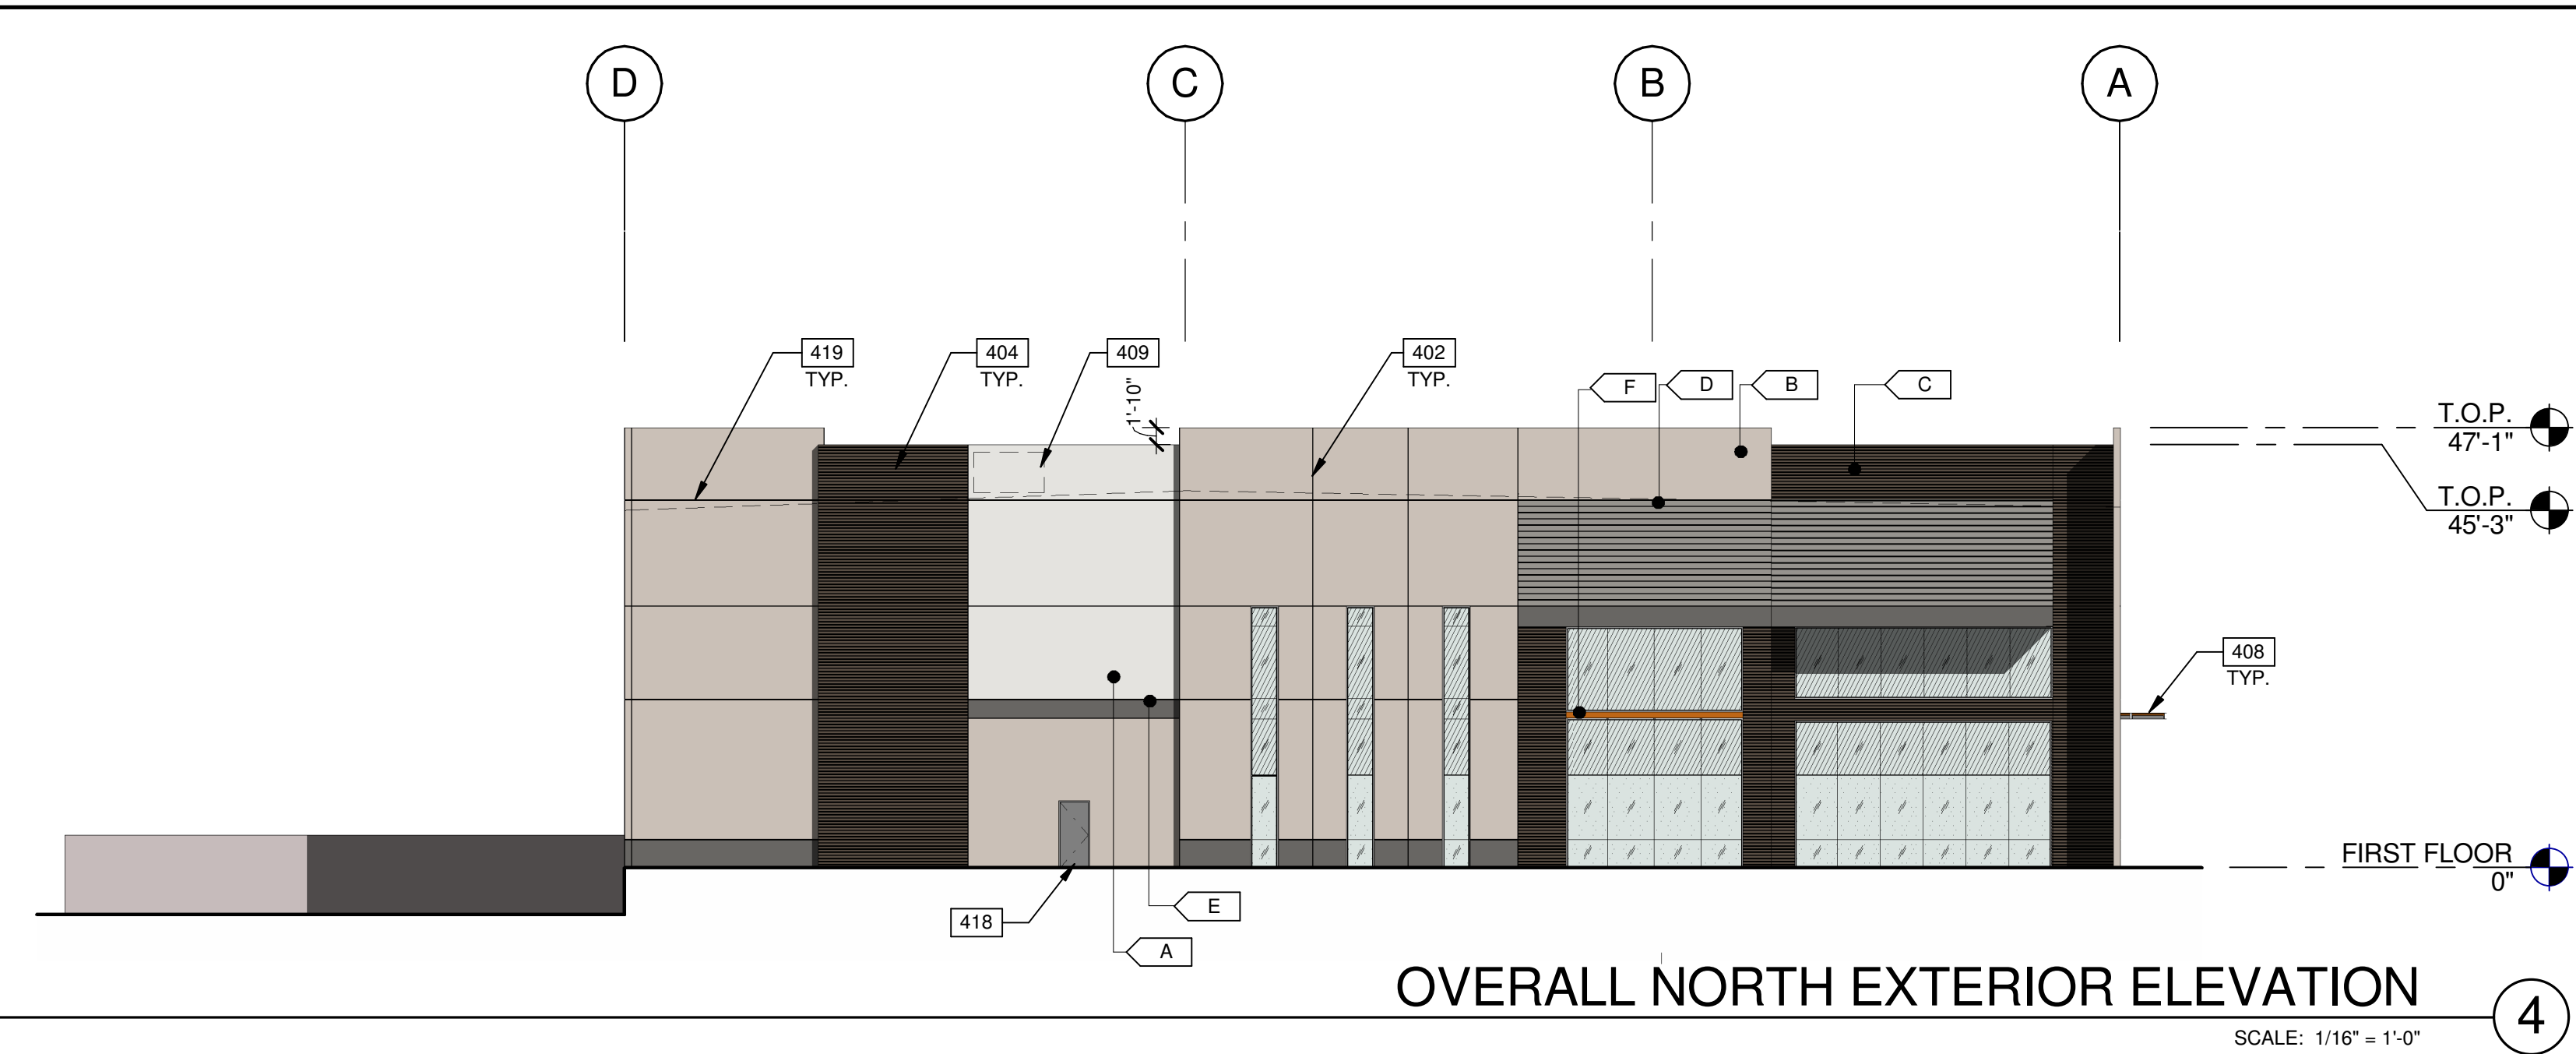 D
C
B
A
419
TYP.
404
TYP.
409
1'-10"
402
TYP.
F
D
B
C
T.O.P.
47'-1"
T.O.P.
45'-3"
408
TYP.
FIRST FLOOR
0"
E
418
A
OVERALL NORTH EXTERIOR ELEVATION
4
SCALE: 1/16" = 1'-0"